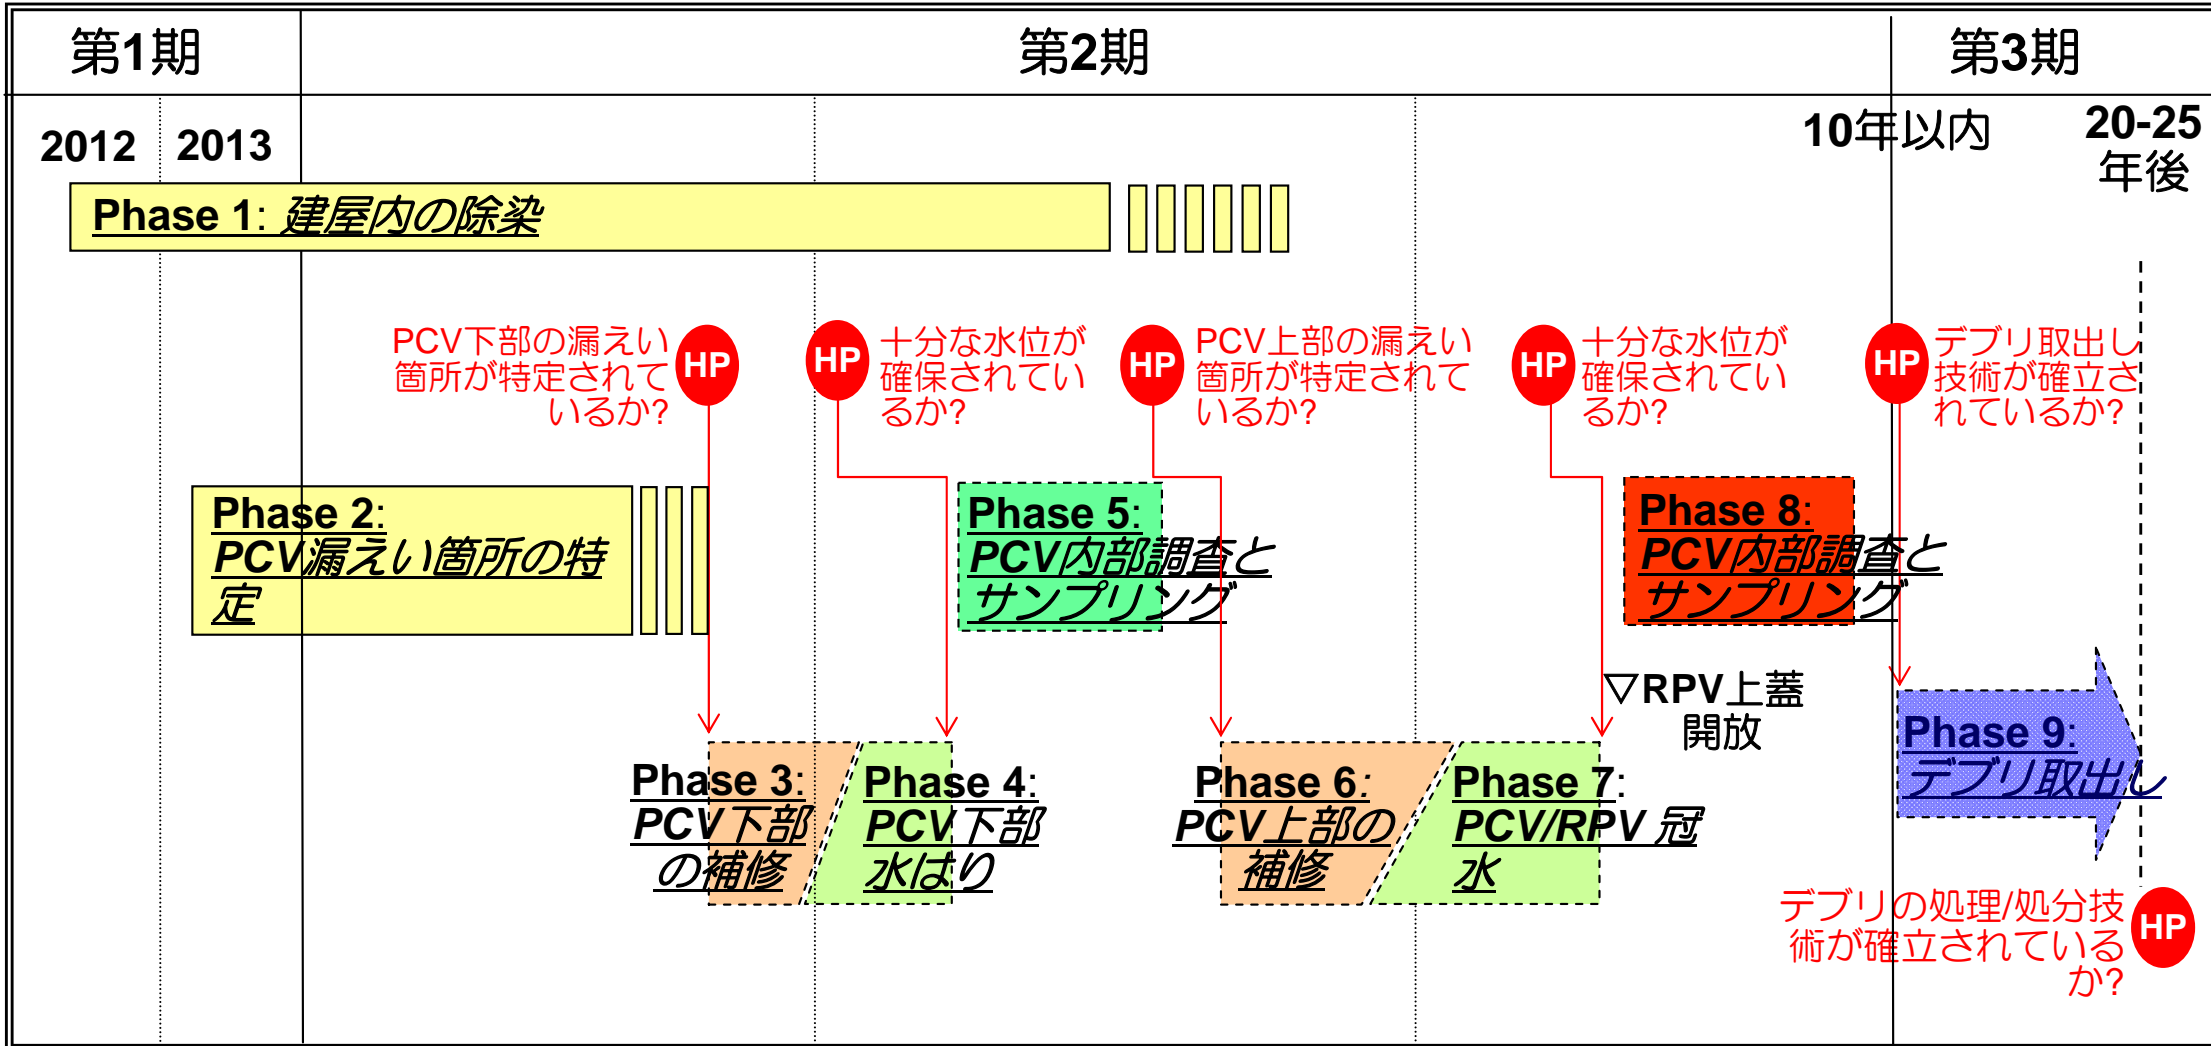 第1期
第2期
第3期
2012
2013
10年以内
20-25
年後
Phase 1: 建屋内の除染
PCV下部の漏えい
箇所が特定されて
いるか?
HP
HP
十分な水位が
確保されてい
るか?
HP
PCV上部の漏えい
箇所が特定されて
いるか?
HP
十分な水位が
確保されてい
るか?
HP
デブリ取出し
技術が確立さ
れているか?
Phase 2:
PCV漏えい箇所の特
定
Phase 5:
PCV内部調査と
サンプリング
Phase 8:
PCV内部調査と
サンプリング
▽RPV上蓋
開放
Phase 3:
PCV下部
の補修
Phase 4:
PCV下部
水はり
Phase 6:
PCV上部の
補修
Phase 7:
PCV/RPV 冠
水
Phase 9:
デブリ取出し
デブリの処理/処分技
術が確立されている
か?
HP